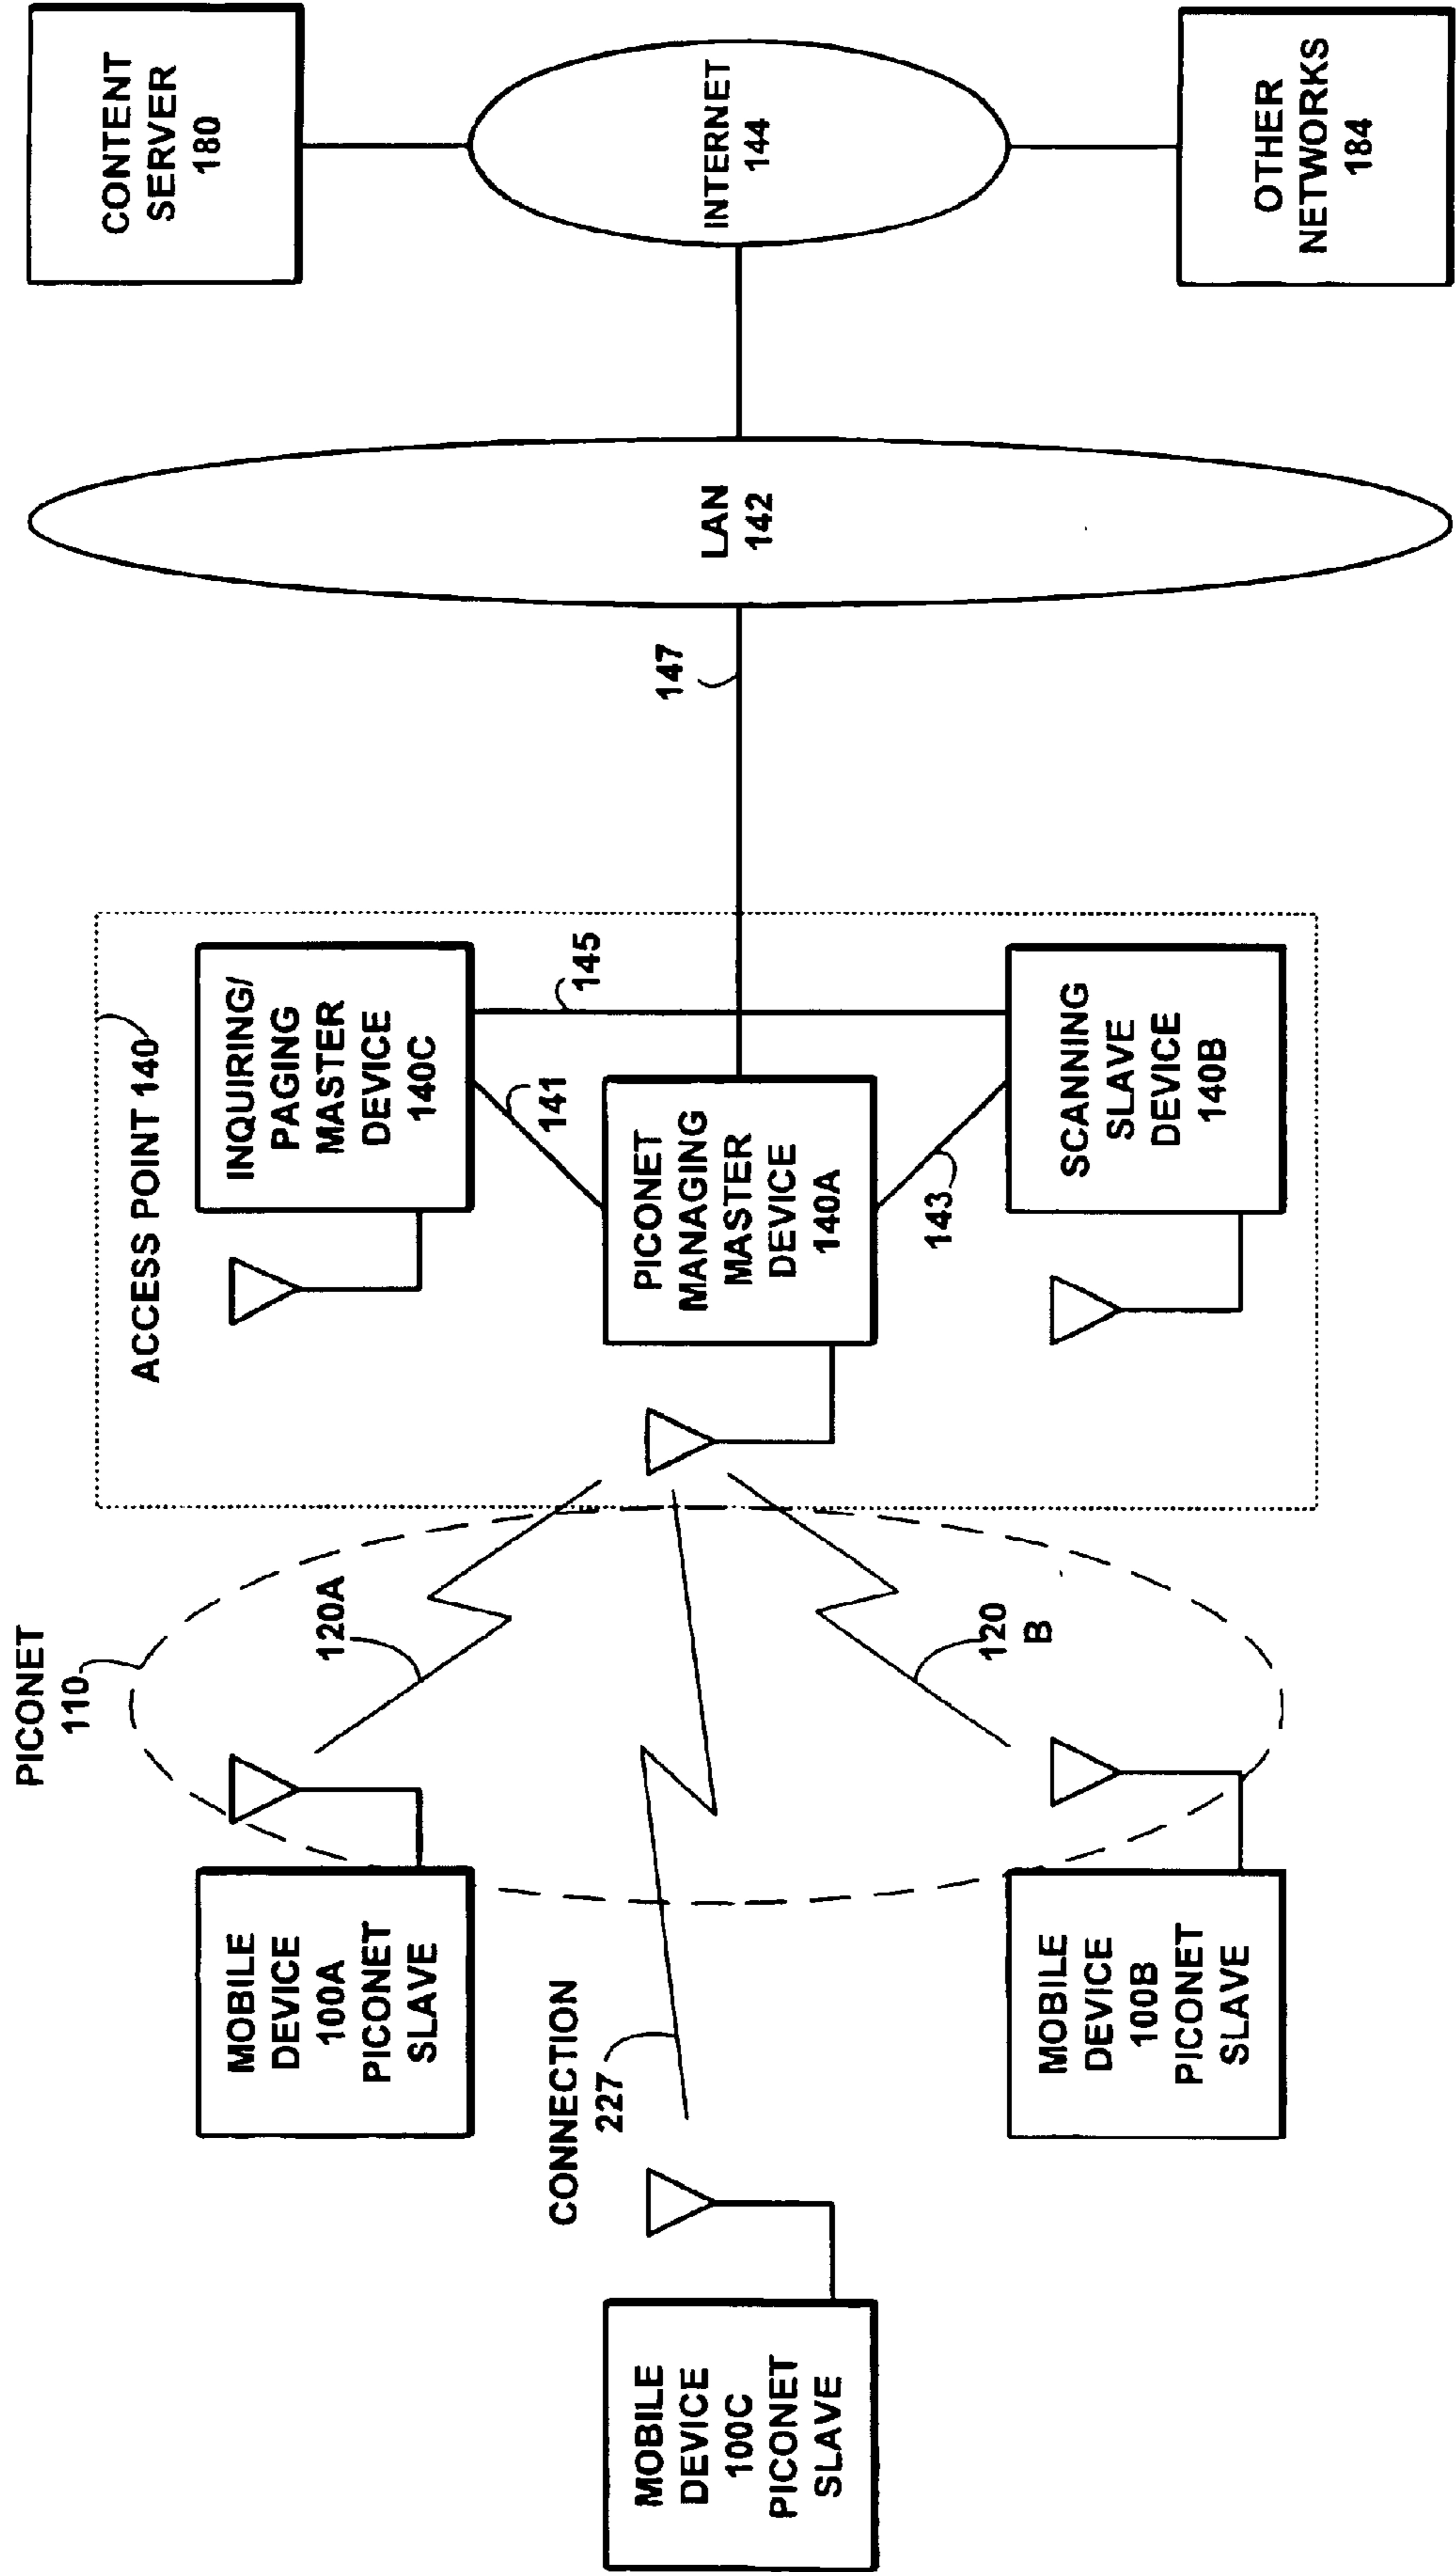 PICONET
110
MOBILE
DEVICE
100A
PICONET
SLAVE
120A
ACCESS POINT 140
INQUIRING/
PAGING
MASTER
DEVICE
140C
145
141
CONTENT
SERVER
180
CONNECTION
227
MOBILE
DEVICE
100C
PICONET
SLAVE
PICONET
MANAGING
MASTER
DEVICE
140A
147
LAN
142
INTERNET
144
MOBILE
DEVICE
100B
PICONET
SLAVE
120
B
143
SCANNING
SLAVE
DEVICE
140B
OTHER
NETWORKS
184